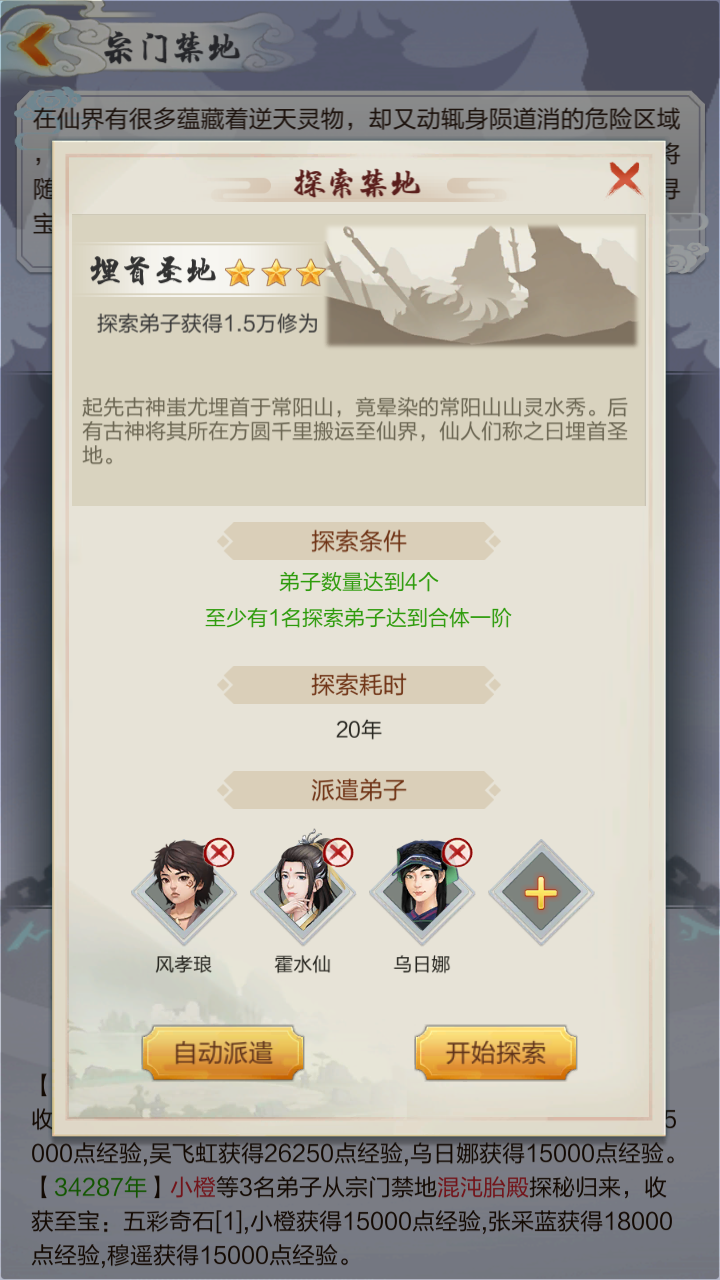 宗门禁地
在仙界有很多蕴藏着逆天灵物，却又动辄身陨道消的危险区域
，
将
随
寻
宝
探索禁地
埋首圣地
探索弟子获得1.5万修为
起先古神蚩尤埋首于常阳山，竟晕染的常阳山山灵水秀。后
有古神将其所在方圆千里搬运至仙界，仙人们称之曰埋首圣
地。
探索条件
弟子数量达到4个
至少有1名探索弟子达到合体一阶
探索耗时
20年
派遣弟子
风孝琅 霍水仙 乌日娜
自动派遣 开始探索
【
收
5
000点经验,吴飞虹获得26250点经验,乌日娜获得15000点经验。
【34287年】小橙等3名弟子从宗门禁地混沌胎殿探秘归来，收
获至宝：五彩奇石[1],小橙获得15000点经验,张采蓝获得18000
点经验,穆遥获得15000点经验。